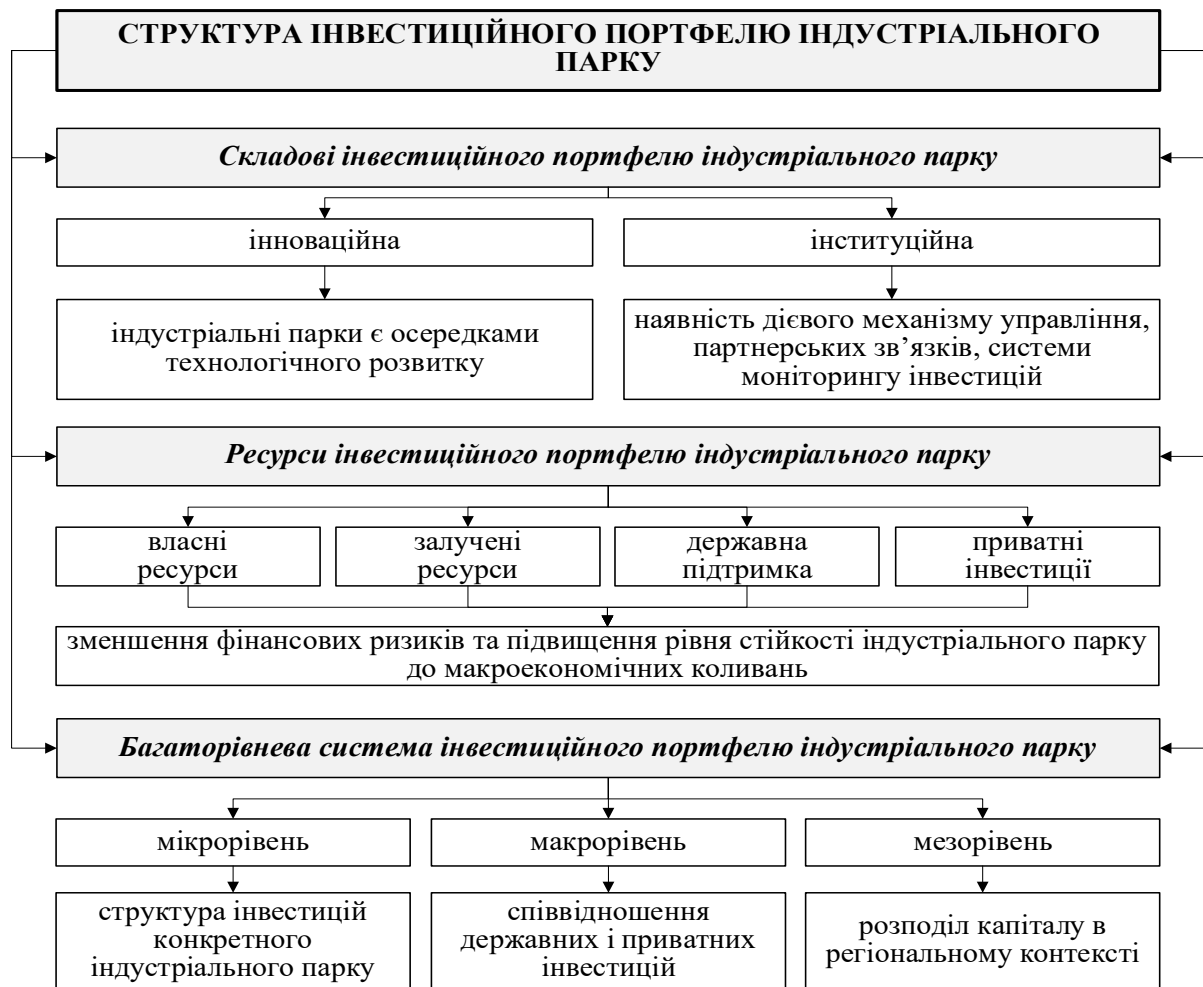 СТРУКТУРА ІНВЕСТИЦІЙНОГО ПОРТФЕЛЮ ІНДУСТРІАЛЬНОГО
ПАРКУ
Складові інвестиційного портфелю індустріального парку
інноваційна
інституційна
індустріальні парки є осередками
технологічного розвитку
наявність дієвого механізму управління,
партнерських зв’язків, системи
моніторингу інвестицій
Ресурси інвестиційного портфелю індустріального парку
власні
ресурси
залучені
ресурси
державна
підтримка
приватні
інвестиції
зменшення фінансових ризиків та підвищення рівня стійкості індустріального парку
до макроекономічних коливань
Багаторівнева система інвестиційного портфелю індустріального парку
мікрорівень
макрорівень
мезорівень
структура інвестицій
конкретного
індустріального парку
співвідношення
державних і приватних
інвестицій
розподіл капіталу в
регіональному контексті